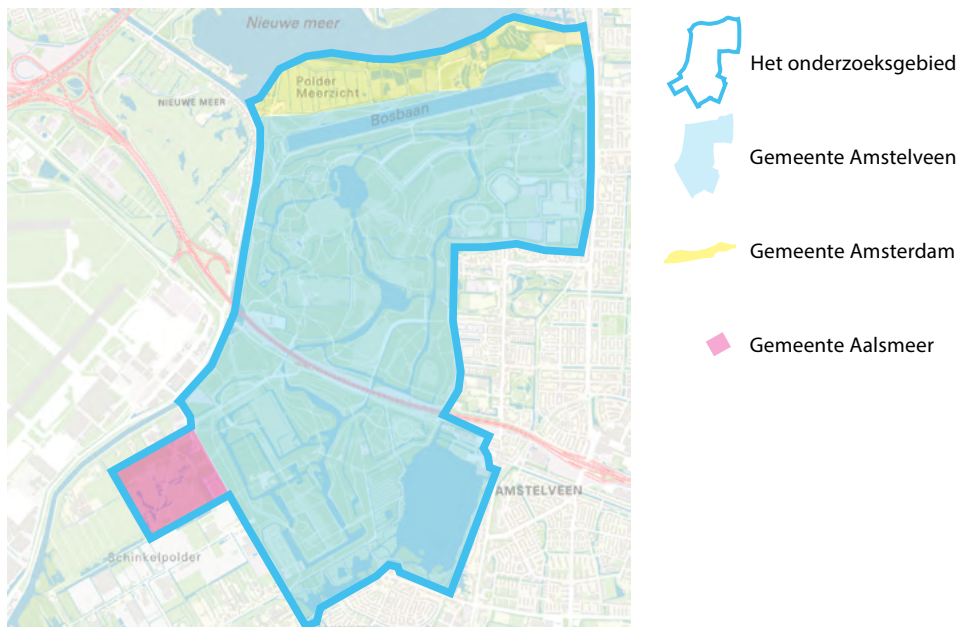 Nieuwe meer
Polder
Meerzicht
NIEUWE MEER
Bosbaan
AMSTELVEEN
Schinkelpolder
Het onderzoeksgebied
Gemeente Amstelveen
Gemeente Amsterdam
Gemeente Aalsmeer